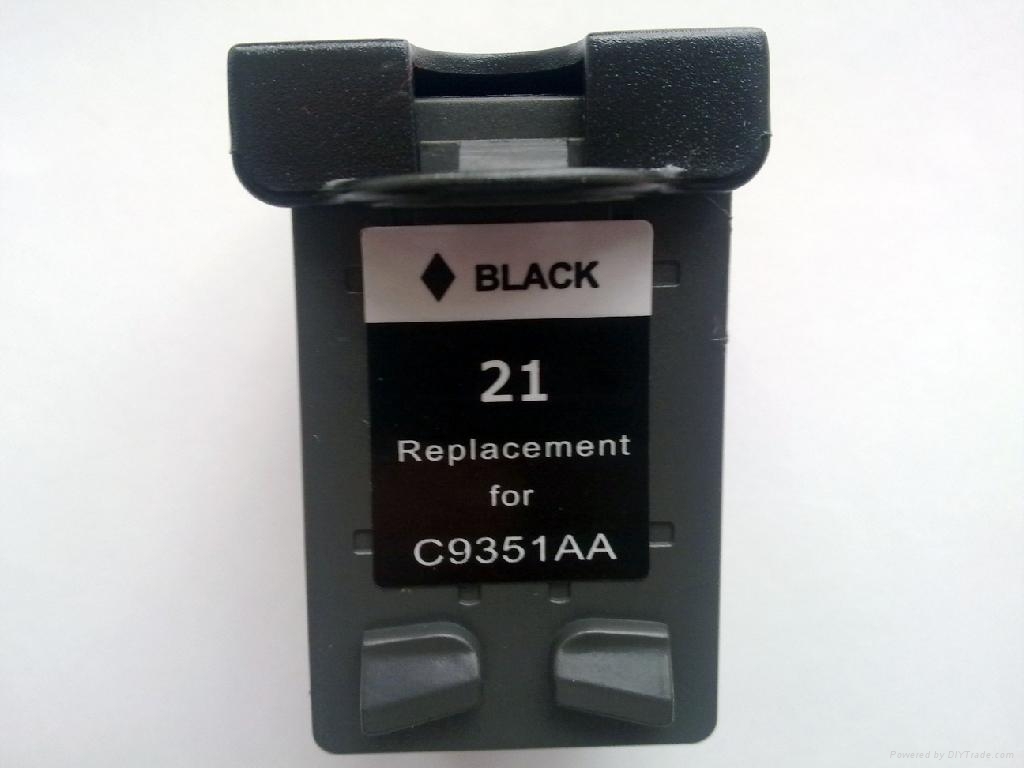 BLACK
21
Replacement
for
C9351AA
Powered by DIYTrade.com